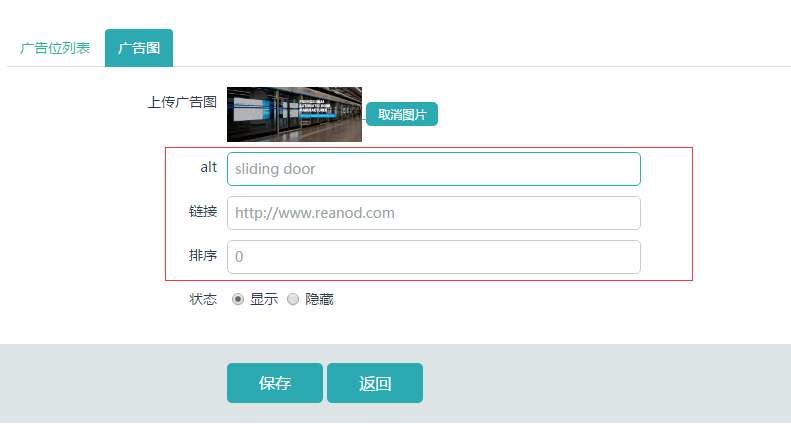 广告位列表 广告图
上传广告图 取消图片
alt sliding door
链接 http://www.reanod.com
排序 0
状态 显示 隐藏
保存 返回